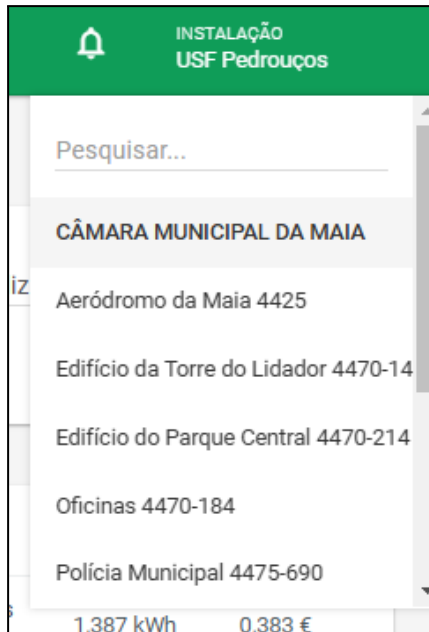 INSTALAÇÃO
USF Pedrouços
Pesquisar...
CÂMARA MUNICIPAL DA MAIA
iz
Aeródromo da Maia 4425
Edifício da Torre do Lidador 4470-14
Edifício do Parque Central 4470-214
Oficinas 4470-184
Polícia Municipal 4475-690
s
1.387 kWh 0.383 €